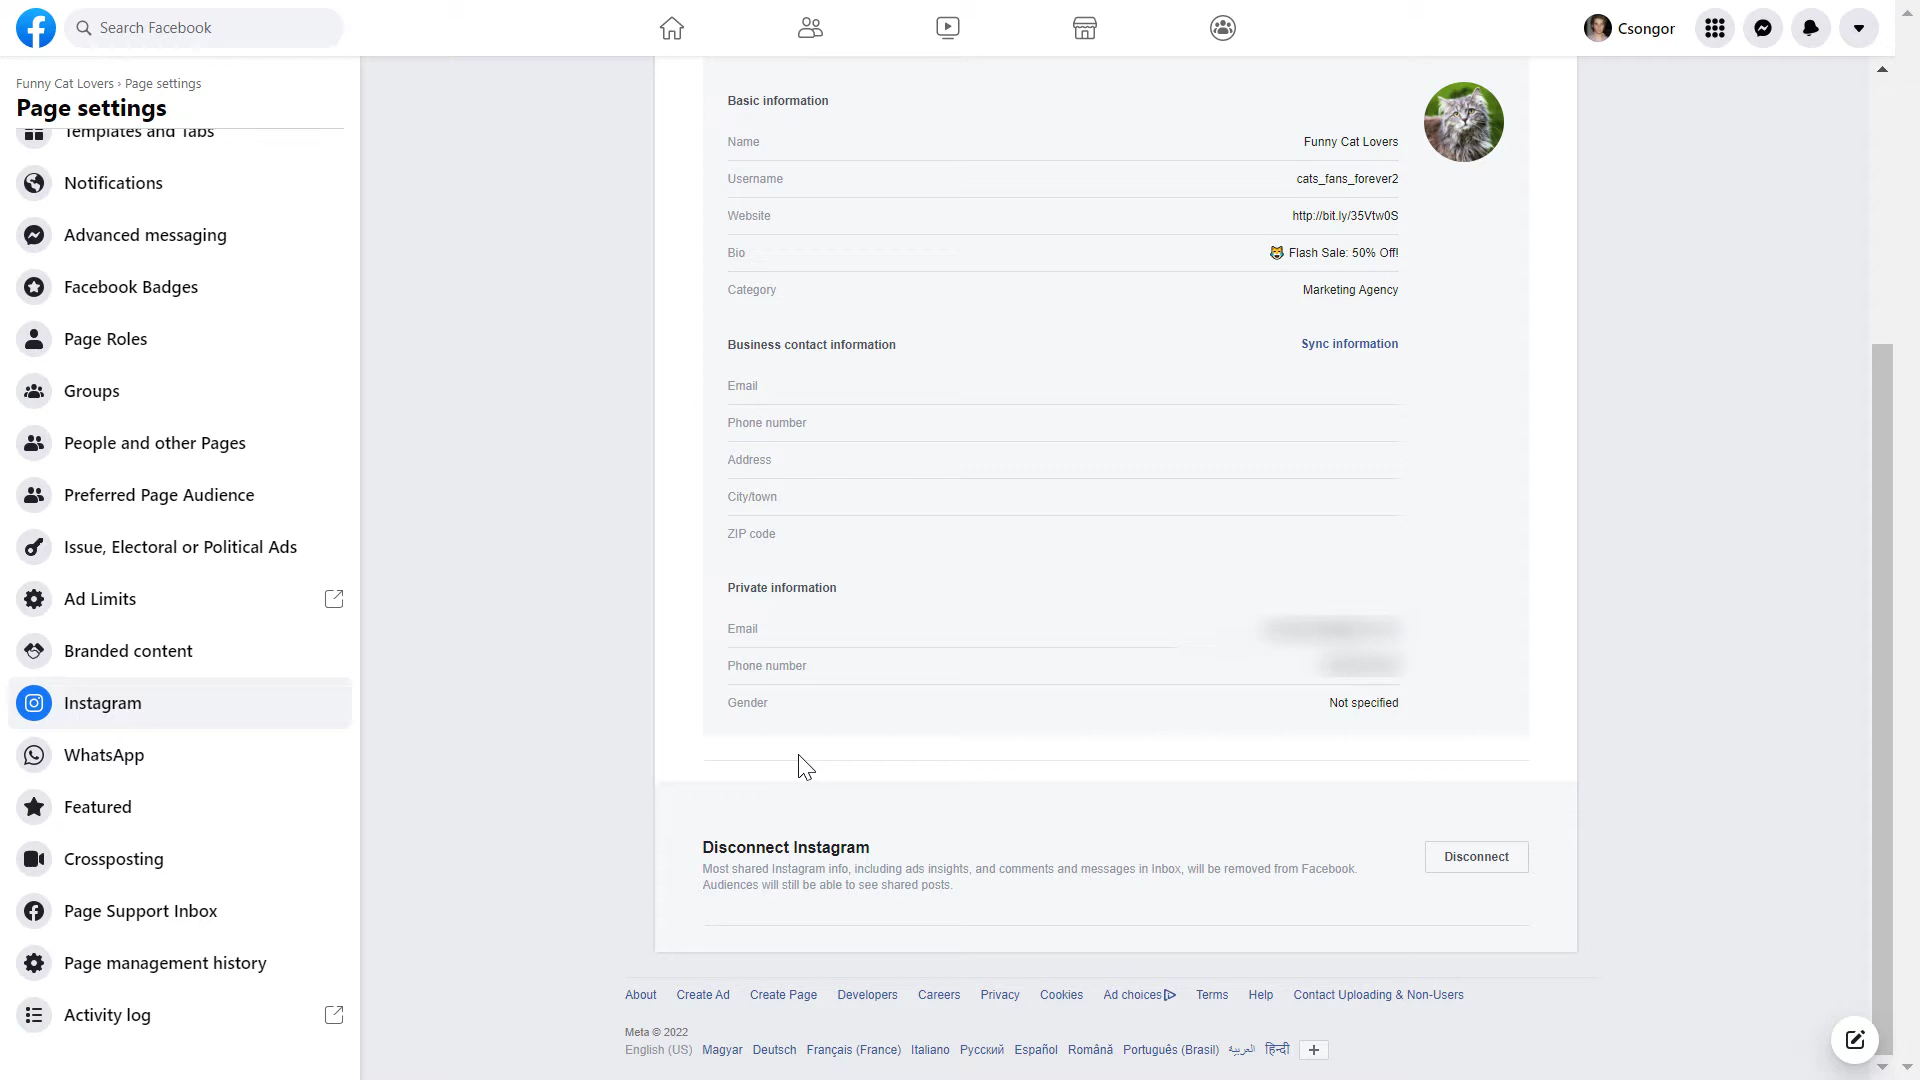 Search Facebook
Csongor
Funny Cat Lovers › Page settings
Page settings
Templates and Tabs
Notifications
Advanced messaging
Facebook Badges
Page Roles
Groups
People and other Pages
Preferred Page Audience
Issue, Electoral or Political Ads
Ad Limits
Branded content
Instagram
WhatsApp
Featured
Crossposting
Page Support Inbox
Page management history
Activity log
Basic information
Name Funny Cat Lovers
Username cats_fans_forever2
Website http://bit.ly/35Vtw0S
Bio 😹 Flash Sale: 50% Off!
Category Marketing Agency
Business contact information Sync information
Email
Phone number
Address
City/town
ZIP code
Private information
Email
Phone number
Gender Not specified
Disconnect Instagram
Most shared Instagram info, including ads insights, and comments and messages in Inbox, will be removed from Facebook.
Audiences will still be able to see shared posts.
Disconnect
About Create Ad Create Page Developers Careers Privacy Cookies Ad choices Terms Help Contact Uploading & Non-Users
Meta © 2022
English (US) Magyar Deutsch Français (France) Italiano Русский Español Română Português (Brasil) العربية हिन्दी +